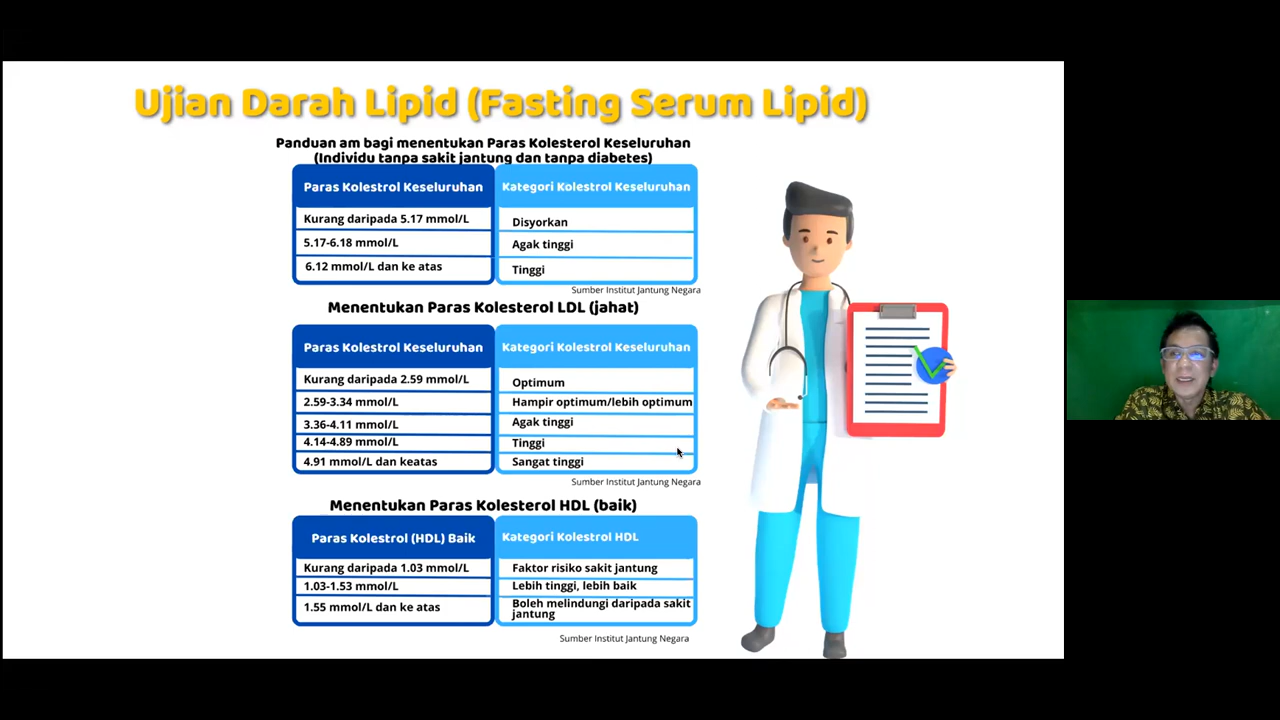 Ujian Darah Lipid (Fasting Serum Lipid)
Panduan am bagi menentukan Paras Kolesterol Keseluruhan
(Individu tanpa sakit jantung dan tanpa diabetes)
Paras Kolestrol Keseluruhan Kategori Kolestrol Keseluruhan
Kurang daripada 5.17 mmol/L Disyorkan
5.17-6.18 mmol/L Agak tinggi
6.12 mmol/L dan ke atas Tinggi
Sumber Institut Jantung Negara
Menentukan Paras Kolesterol LDL (jahat)
Paras Kolestrol Keseluruhan Kategori Kolestrol Keseluruhan
Kurang daripada 2.59 mmol/L Optimum
2.59-3.34 mmol/L Hampir optimum/lebih optimum
3.36-4.11 mmol/L Agak tinggi
4.14-4.89 mmol/L Tinggi
4.91 mmol/L dan keatas Sangat tinggi
Sumber Institut Jantung Negara
Menentukan Paras Kolesterol HDL (baik)
Paras Kolestrol (HDL) Baik Kategori Kolestrol HDL
Kurang daripada 1.03 mmol/L Faktor risiko sakit jantung
1.03-1.53 mmol/L Lebih tinggi, lebih baik
1.55 mmol/L dan ke atas Boleh melindungi daripada sakit
jantung
Sumber Institut Jantung Negara